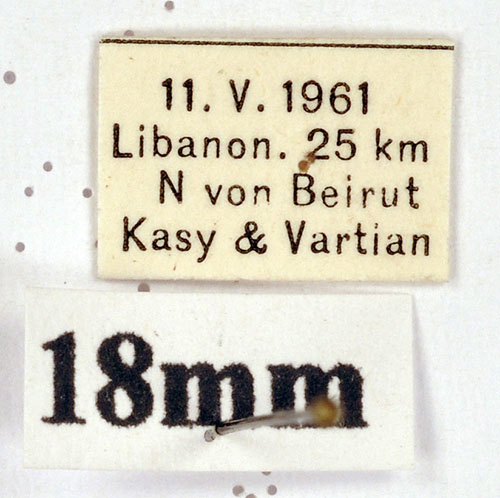 11. V. 1961
Libanon. 25 km
N von Beirut
Kasy & Vartian
18mm